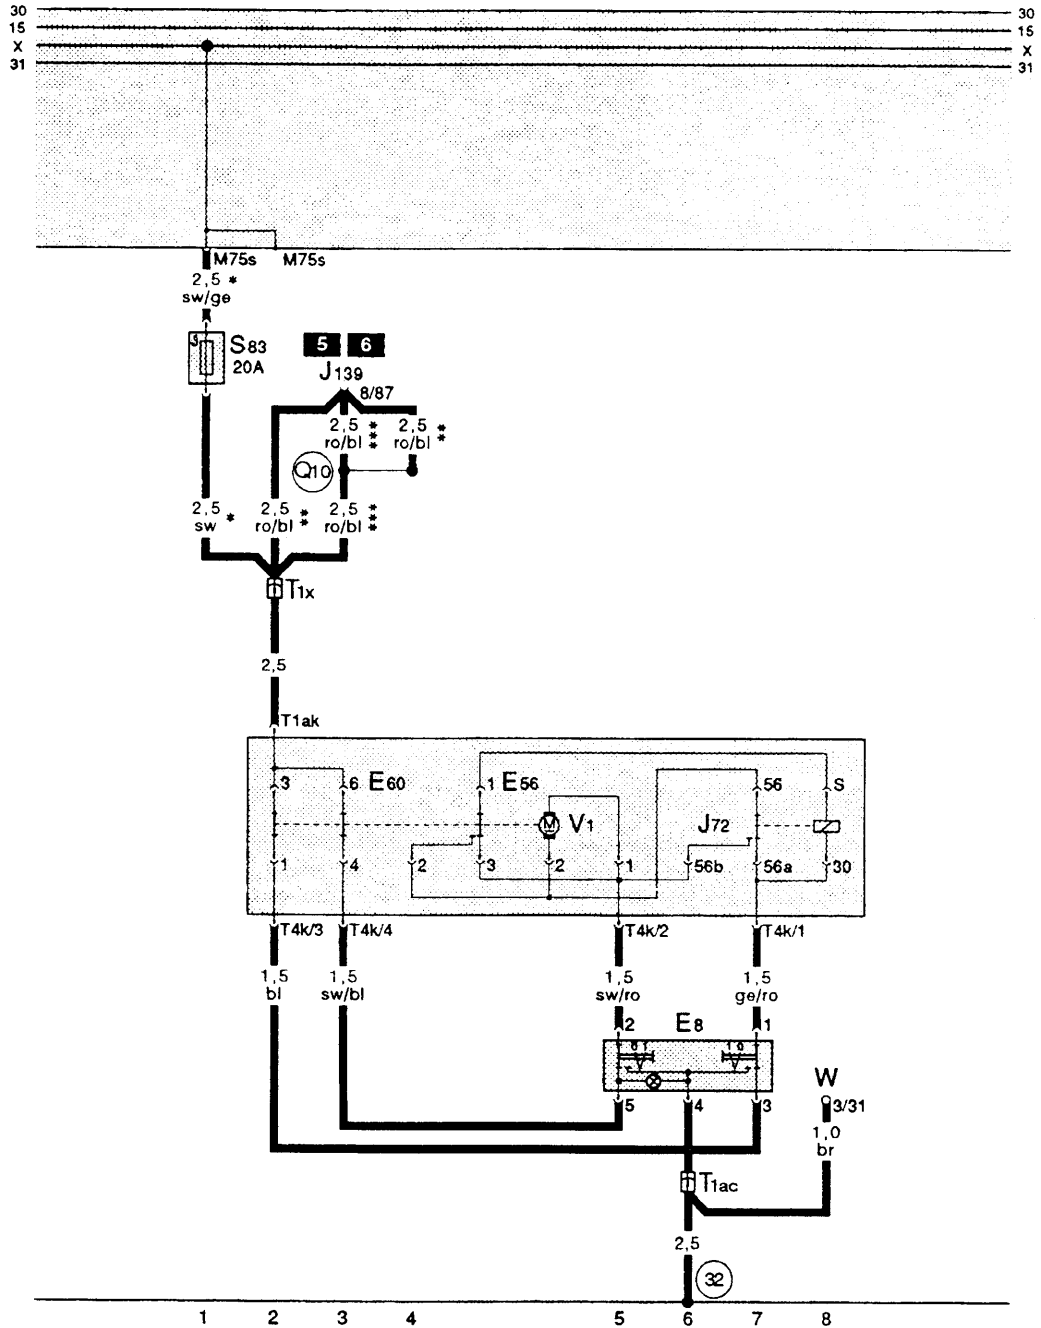 30 30
15 15
X X
31 31
M75s M75s
2,5 *
sw/ge
S83
20A
5 6
J139
8/87
2,5 *** 2,5 **
ro/bl ro/bl
Q10
2,5 * 2,5 ** 2,5 ***
sw ro/bl ro/bl
T1x
2,5
T1ak
3 6 E60 1 E56 56 S
M V1 J72
1 4 2 3 2 1 56b 56a 30
T4k/3 T4k/4 T4k/2 T4k/1
1,5 1,5 1,5 1,5
bl sw/bl sw/ro ge/ro
2 E8 1
0 1 1 0
W
5 4 3 3/31
1,0
br
T1ac
2,5
32
1 2 3 4 5 6 7 8